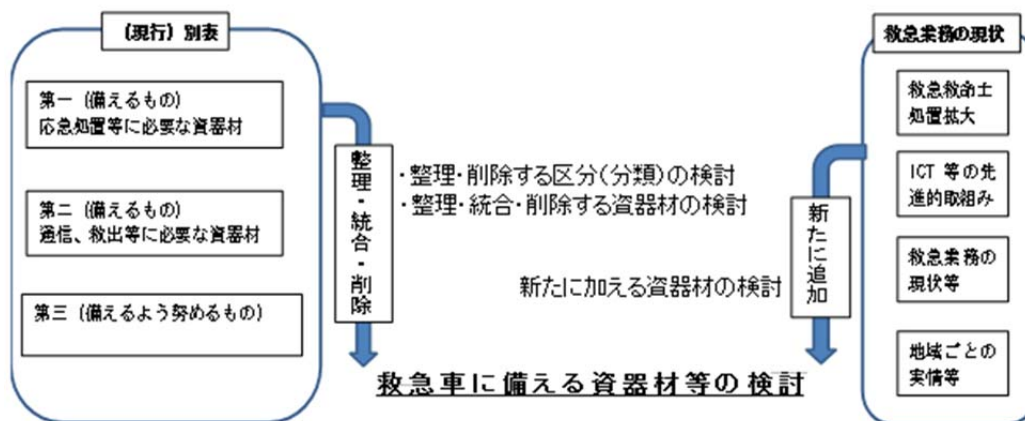 (現行)別表
第一(備えるもの)
応急処置等に必要な資器材
第二(備えるもの)
通信、救出等に必要な資器材
第三(備えるよう努めるもの)
整理・統合・削除
・整理・削除する区分(分類)の検討
・整理・統合・削除する資器材の検討
新たに加える資器材の検討
新たに追加
救急車に備える資器材等の検討
救急業務の現状
救急救命士
処置拡大
ICT 等の先
進的取組み
救急業務の
現状等
地域ごとの
実情等